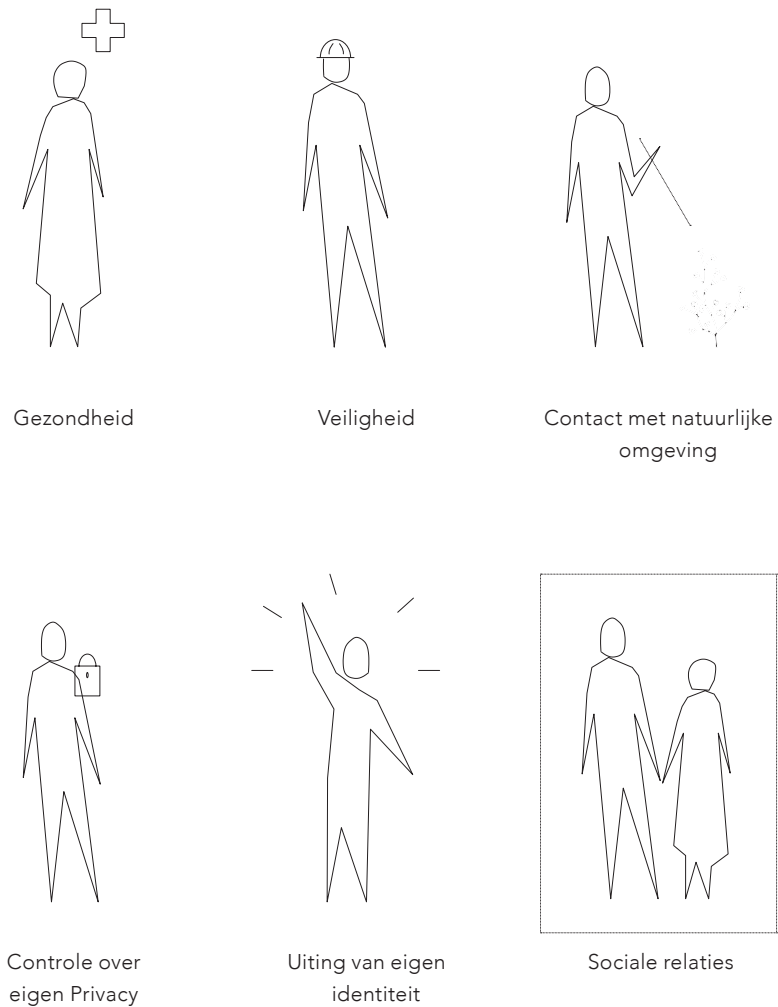 Gezondheid
Veiligheid
Contact met natuurlijke
omgeving
Controle over
eigen Privacy
Uiting van eigen
identiteit
Sociale relaties